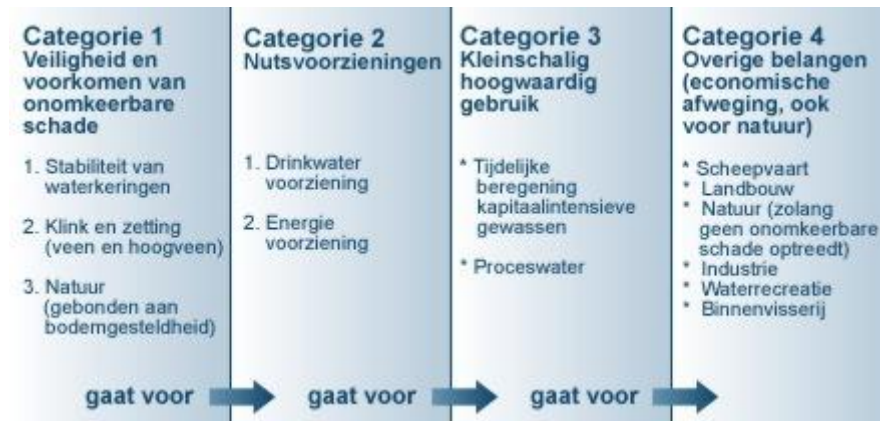 Categorie 1
Veiligheid en
voorkomen van
onomkeerbare
schade
1. Stabiliteit van
waterkeringen
2. Klink en zetting
(veen en hoogveen)
3. Natuur
(gebonden aan
bodemgesteldheid)
gaat voor
Categorie 2
Nutsvoorzieningen
1. Drinkwater
voorziening
2. Energie
voorziening
gaat voor
Categorie 3
Kleinschalig
hoogwaardig
gebruik
* Tijdelijke
beregening
kapitaalintensieve
gewassen
* Proceswater
gaat voor
Categorie 4
Overige belangen
(economische
afweging, ook
voor natuur)
* Scheepvaart
* Landbouw
* Natuur (zolang
geen onomkeerbare
schade optreedt)
* Industrie
* Waterrecreatie
* Binnenvisserij